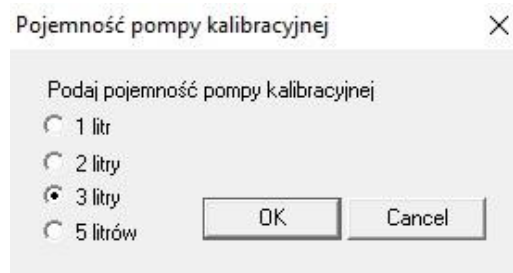 Pojemność pompy kalibracyjnej
Podaj pojemność pompy kalibracyjnej
1 litr
2 litry
3 litry
5 litrów
OK Cancel